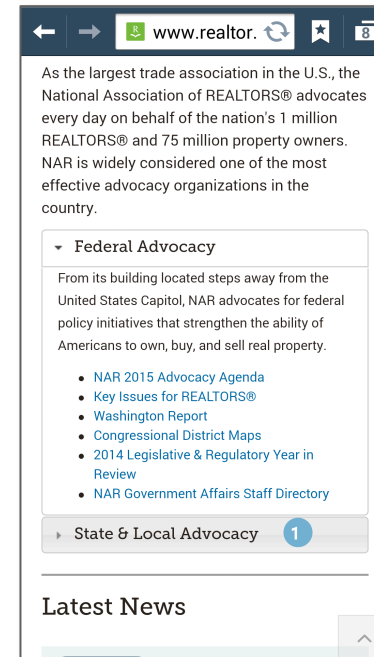 www.realtor.
8
As the largest trade association in the U.S., the
National Association of REALTORS® advocates
every day on behalf of the nation's 1 million
REALTORS® and 75 million property owners.
NAR is widely considered one of the most
effective advocacy organizations in the
country.
Federal Advocacy
From its building located steps away from the
United States Capitol, NAR advocates for federal
policy initiatives that strengthen the ability of
Americans to own, buy, and sell real property.
• NAR 2015 Advocacy Agenda
• Key Issues for REALTORS®
• Washington Report
• Congressional District Maps
• 2014 Legislative & Regulatory Year in
Review
• NAR Government Affairs Staff Directory
State & Local Advocacy 1
Latest News